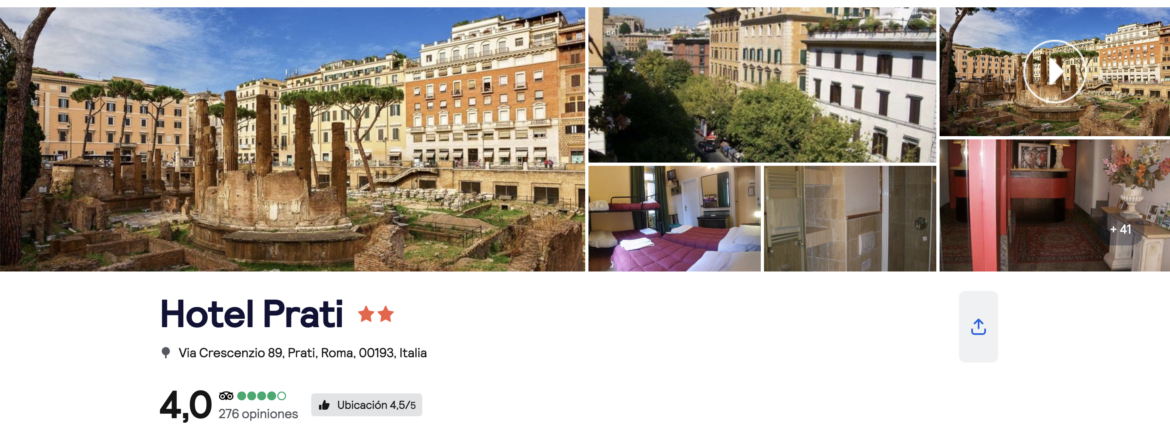 + 41
Hotel Prati
Via Crescenzio 89, Prati, Roma, 00193, Italia
4,0
276 opiniones
Ubicación 4,5/5